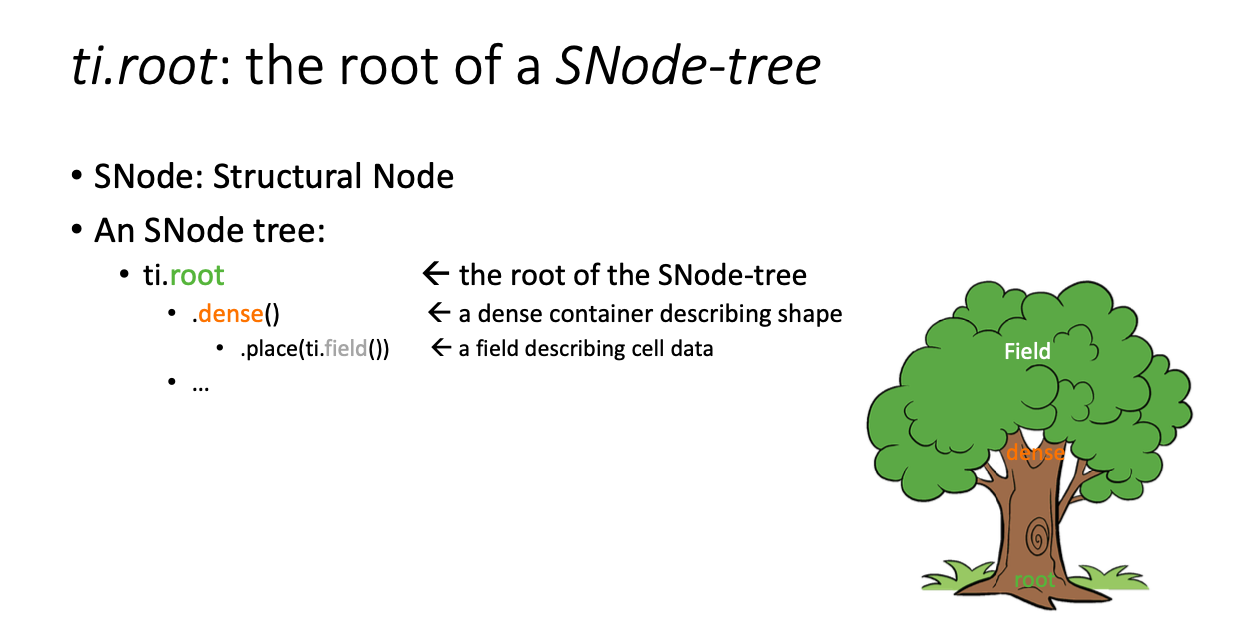 ti.root: the root of a SNode-tree
• SNode: Structural Node
• An SNode tree:
• ti.root ← the root of the SNode-tree
• .dense() ← a dense container describing shape
• .place(ti.field()) ← a field describing cell data
• ...
Field
dense
root